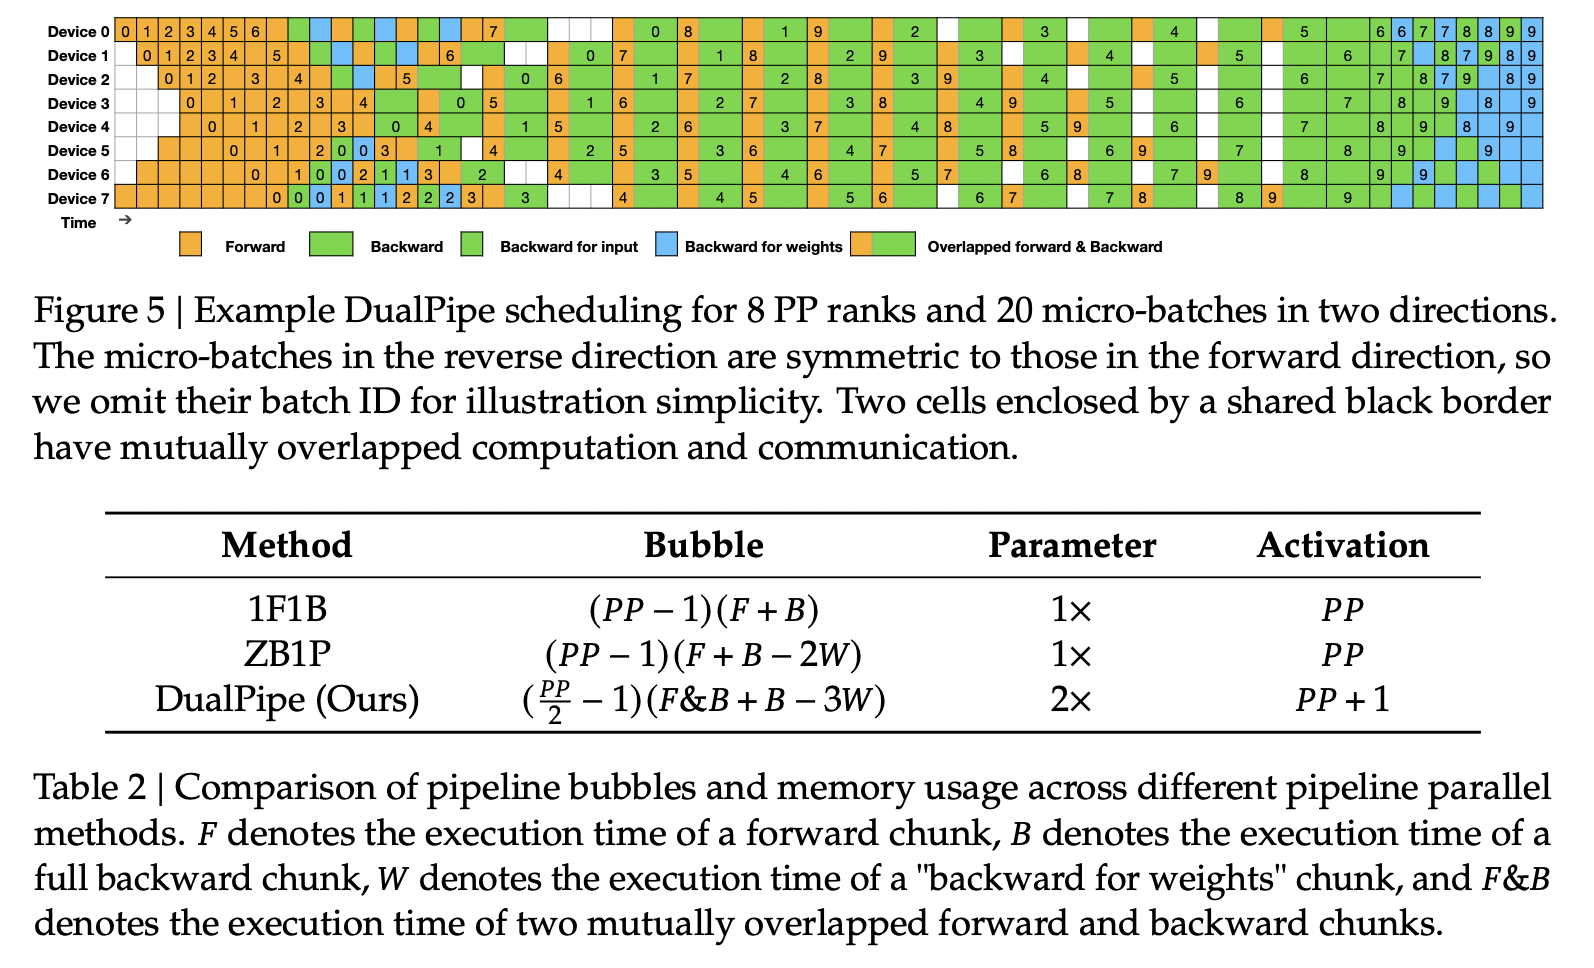 Device 0 0 1 2 3 4 5 6 7 0 8 1 9 2 3 4 5 6 6 7 7 8 8 9 9
Device 1 0 1 2 3 4 5 6 0 7 1 8 2 9 3 4 5 6 7 8 7 9 8 9
Device 2 0 1 2 3 4 5 0 6 1 7 2 8 3 9 4 5 6 7 8 7 9 8 9
Device 3 0 1 2 3 4 0 5 1 6 2 7 3 8 4 9 5 6 7 8 9 8 9
Device 4 0 1 2 3 0 4 1 5 2 6 3 7 4 8 5 9 6 7 8 9 8 9
Device 5 0 1 2 0 0 3 1 4 2 5 3 6 4 7 5 8 6 9 7 8 9 9
Device 6 0 1 0 0 2 1 1 3 2 4 3 5 4 6 5 7 6 8 7 9 8 9 9
Device 7 0 0 0 1 1 1 2 2 2 3 3 4 4 5 5 6 6 7 7 8 8 9 9
Time →
Forward Backward Backward for input Backward for weights Overlapped forward & Backward
Figure 5 | Example DualPipe scheduling for 8 PP ranks and 20 micro-batches in two directions.
The micro-batches in the reverse direction are symmetric to those in the forward direction, so
we omit their batch ID for illustration simplicity. Two cells enclosed by a shared black border
have mutually overlapped computation and communication.
Method Bubble Parameter Activation
1F1B (PP − 1)(F + B) 1× PP
ZB1P (PP − 1)(F + B − 2W) 1× PP
DualPipe (Ours) (PP/2 − 1)(F&B + B − 3W) 2× PP + 1
Table 2 | Comparison of pipeline bubbles and memory usage across different pipeline parallel
methods. F denotes the execution time of a forward chunk, B denotes the execution time of a
full backward chunk, W denotes the execution time of a "backward for weights" chunk, and F&B
denotes the execution time of two mutually overlapped forward and backward chunks.